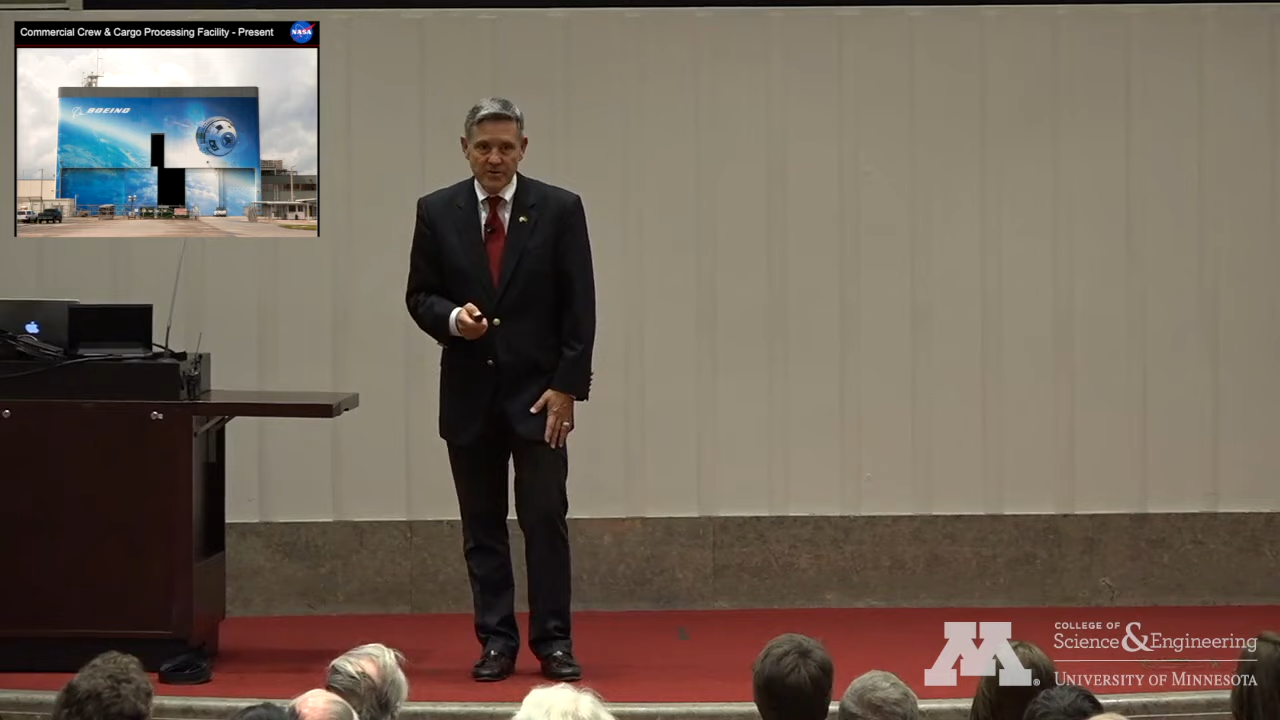 Commercial Crew & Cargo Processing Facility - Present
NASA
BOEING
M®
COLLEGE OF
Science & Engineering
UNIVERSITY OF MINNESOTA